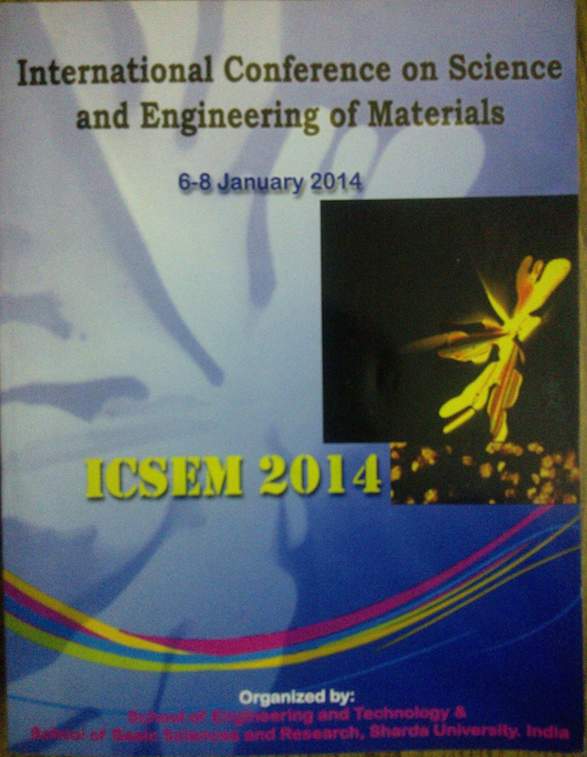 International Conference on Science
and Engineering of Materials
6-8 January 2014
ICSEM 2014
Organized by:
School of Engineering and Technology &
School of Basic Sciences and Research, Sharda University, India